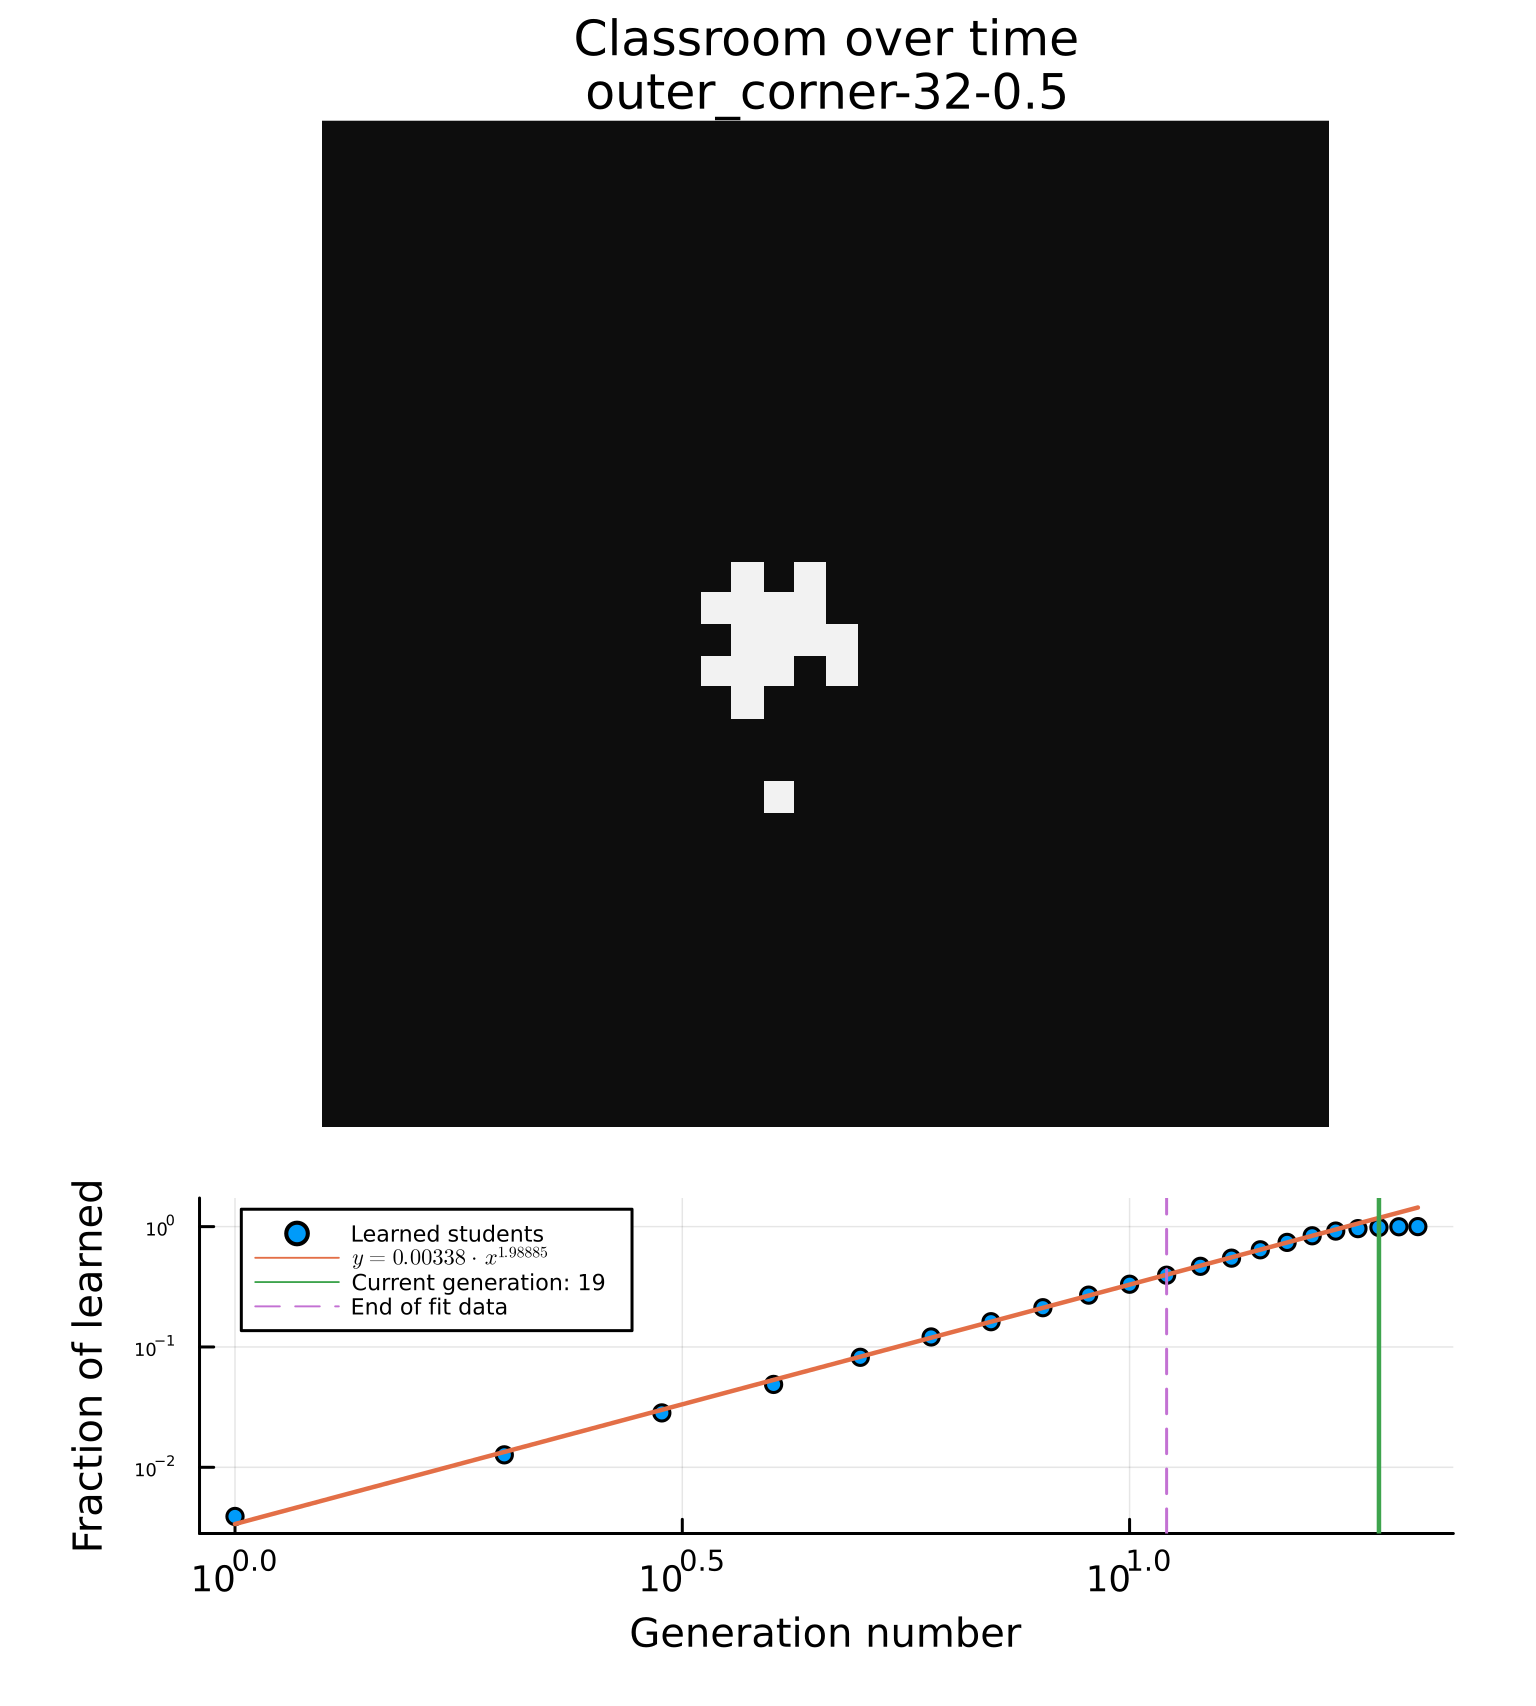 Classroom over time
outer_corner-32-0.5
Fraction of learned
10^0
10^-1
10^-2
Learned students
y = 0.00338 · x^1.98885
Current generation: 19
End of fit data
10^0.0
10^0.5
10^1.0
Generation number